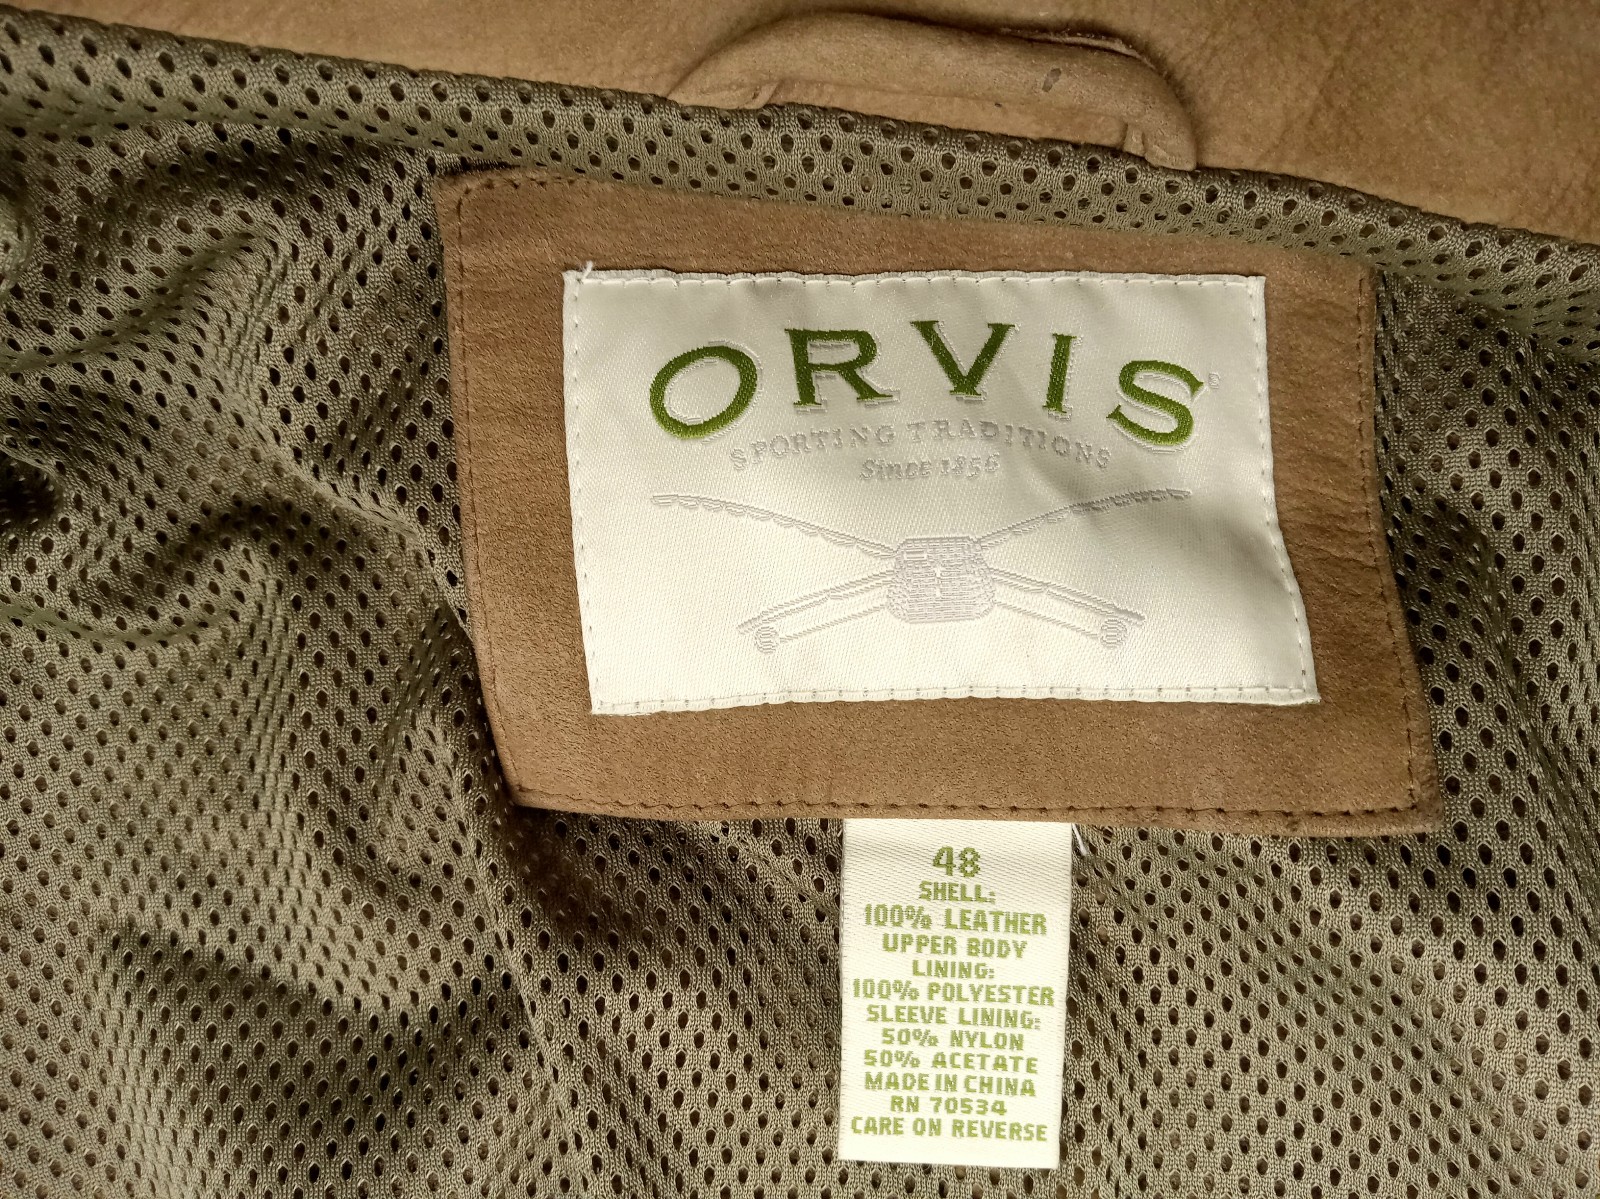 ORVIS®
SPORTING TRADITIONS
Since 1856
48
SHELL:
100% LEATHER
UPPER BODY
LINING:
100% POLYESTER
SLEEVE LINING:
50% NYLON
50% ACETATE
MADE IN CHINA
RN 70534
CARE ON REVERSE